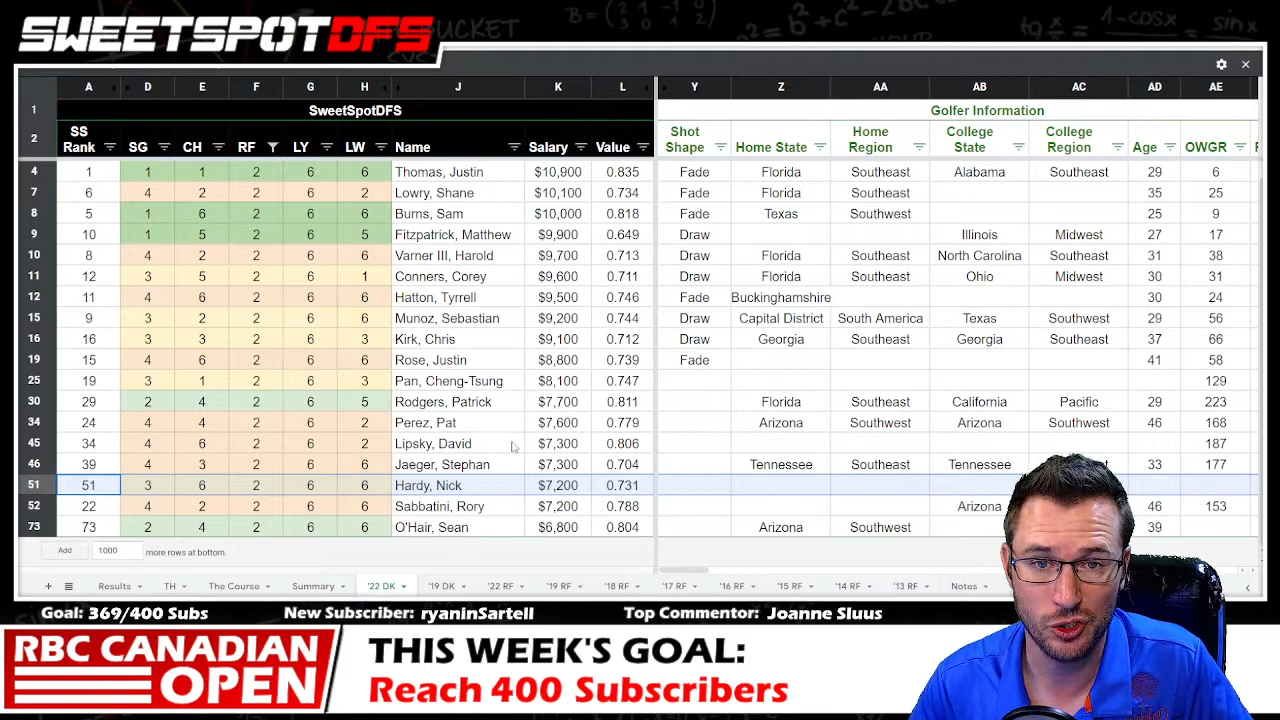 SWEETSPOTDFS
A D E F G H J K L Y Z AA AB AC AD AE
1 SweetSpotDFS Golfer Information
2 SS Rank SG CH RF LY LW Name Salary Value Shot Shape Home State Home Region College State College Region Age OWGR
4 1 1 1 2 6 6 Thomas, Justin $10,900 0.835 Fade Florida Southeast Alabama Southeast 29 6
7 6 4 2 2 6 2 Lowry, Shane $10,100 0.734 Fade 35 25
8 5 1 6 2 6 6 Burns, Sam $10,000 0.818 Fade Texas Southwest 25 9
9 10 1 5 2 6 5 Fitzpatrick, Matthew $9,900 0.649 Draw Illinois Midwest 27 17
10 8 4 2 2 6 6 Varner III, Harold $9,700 0.713 Draw Florida Southeast North Carolina Southeast 31 38
11 12 3 5 2 6 1 Conners, Corey $9,600 0.711 Draw Florida Southeast Ohio Midwest 30 31
12 11 4 6 2 6 6 Hatton, Tyrrell $9,500 0.746 Fade Buckinghamshire 30 24
15 9 3 2 2 6 6 Munoz, Sebastian $9,200 0.744 Draw Capital District South America Texas Southwest 29 56
16 16 3 3 2 6 3 Kirk, Chris $9,100 0.712 Draw Georgia Southeast Georgia Southeast 37 66
19 15 4 6 2 6 6 Rose, Justin $8,800 0.739 Fade 41 58
25 19 3 1 2 6 3 Pan, Cheng-Tsung $8,100 0.747 129
30 29 2 4 2 6 5 Rodgers, Patrick $7,700 0.811 Florida Southeast California Pacific 29 223
34 24 4 4 2 6 2 Perez, Pat $7,600 0.779 Arizona Southwest Arizona Southwest 46 168
45 34 4 6 2 6 2 Lipsky, David $7,300 0.806 187
46 39 4 3 2 6 6 Jaeger, Stephan $7,300 0.704 Tennessee Southeast Tennessee 33 177
51 51 3 6 2 6 6 Hardy, Nick $7,200 0.731
52 22 4 2 2 6 6 Sabbatini, Rory $7,200 0.788 Arizona 46 153
73 73 2 4 2 6 6 O'Hair, Sean $6,800 0.804 Arizona Southwest 39
Add 1000 more rows at bottom.
Results TH The Course Summary '22 DK '19 DK '22 RF '19 RF '18 RF '17 RF '16 RF '15 RF '14 RF '13 RF Notes
Goal: 369/400 Subs New Subscriber: ryaninSartell Top Commentor: Joanne Sluus
RBC CANADIAN
OPEN
THIS WEEK'S GOAL:
Reach 400 Subscribers